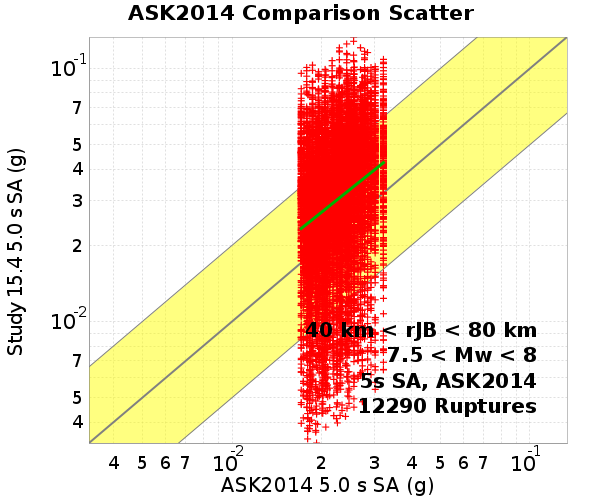 ASK2014 Comparison Scatter
Study 15.4 5.0 s SA (g)
10-1
7
5
4
3
2
10-2
7
5
4
40 km < rJB < 80 km
7.5 < Mw < 8
5s SA, ASK2014
12290 Ruptures
4 5 6 7 10-2 2 3 4 5 6 7 10-1
ASK2014 5.0 s SA (g)